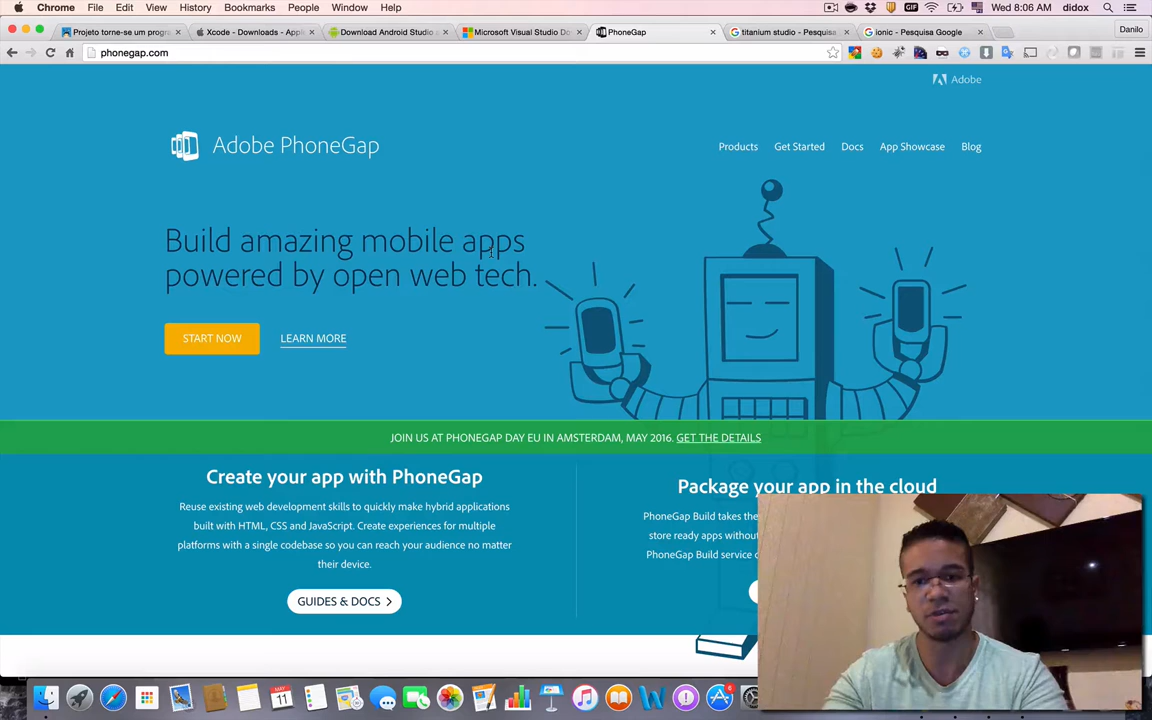 Chrome File Edit View History Bookmarks People Window Help GIF Wed 8:06 AM didox
Projeto torne-se um progra Xcode - Downloads - Apple Download Android Studio Microsoft Visual Studio Do PhoneGap titanium studio - Pesquisa ionic - Pesquisa Google Danilo
phonegap.com
Adobe
Adobe PhoneGap
Products Get Started Docs App Showcase Blog
Build amazing mobile apps
powered by open web tech.
START NOW LEARN MORE
JOIN US AT PHONEGAP DAY EU IN AMSTERDAM, MAY 2016. GET THE DETAILS
Create your app with PhoneGap
Reuse existing web development skills to quickly make hybrid applications
built with HTML, CSS and JavaScript. Create experiences for multiple
platforms with a single codebase so you can reach your audience no matter
their device.
GUIDES & DOCS
Package your app in the cloud
PhoneGap Build takes the
store ready apps without
PhoneGap Build service